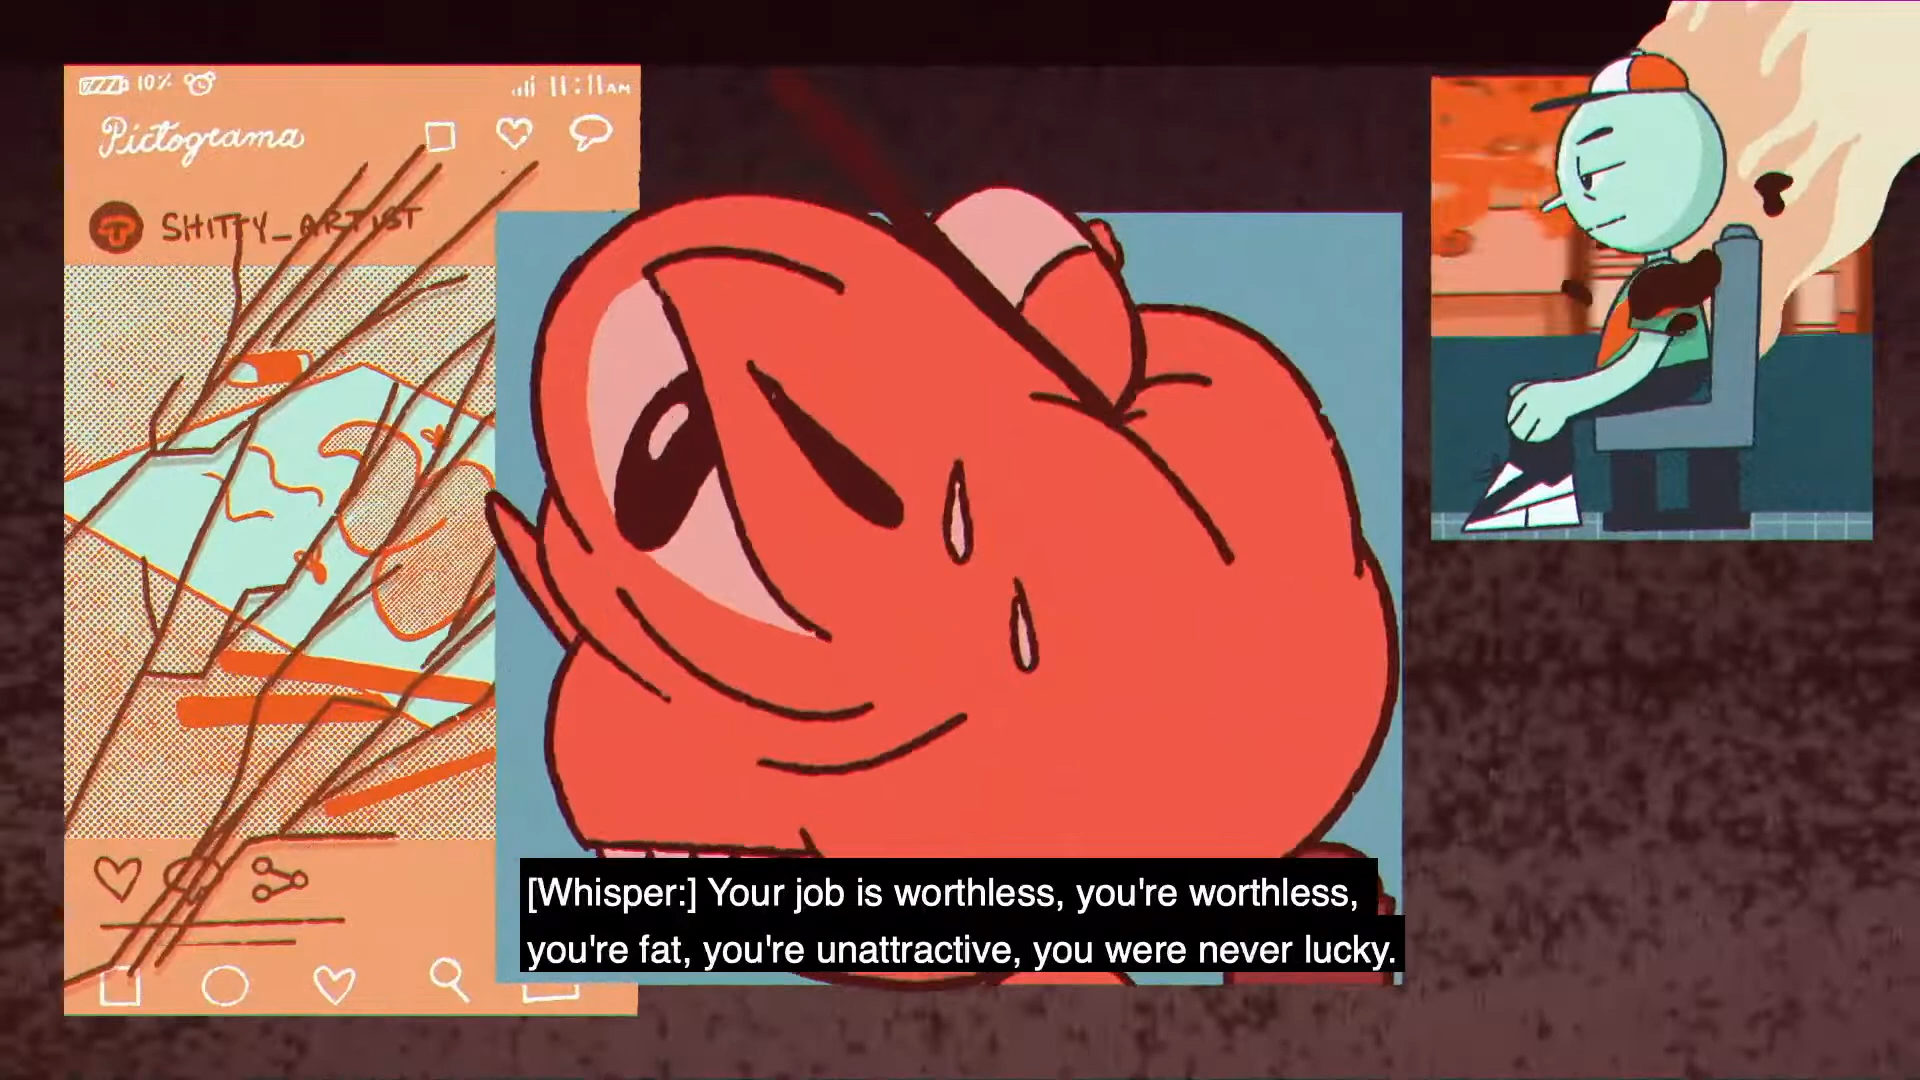 10% 11:11AM
Pictograma
SHITTY_ARTIST
[Whisper:] Your job is worthless, you're worthless,
you're fat, you're unattractive, you were never lucky.